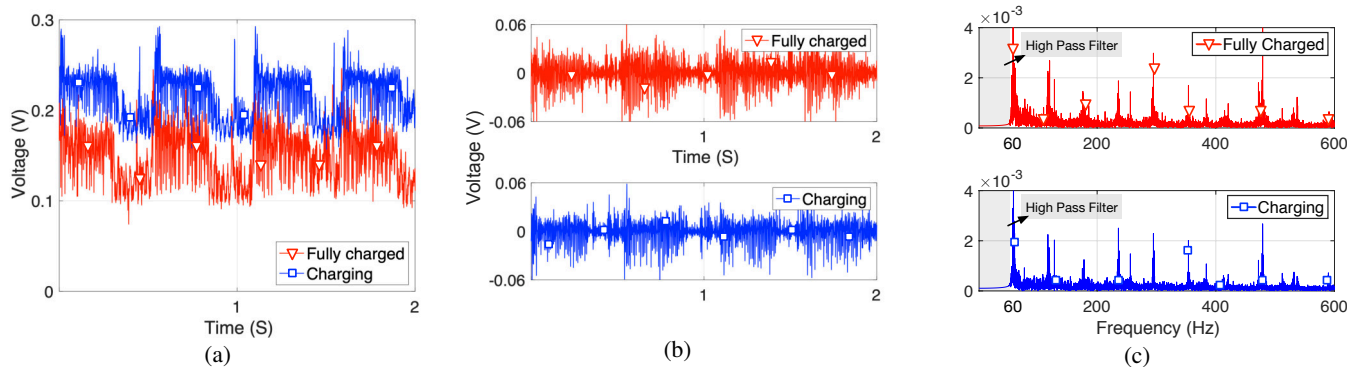 0.3
0.2
0.1
0
Voltage (V)
1
2
Time (S)
Fully charged
Charging
(a)
0.06
0
-0.06
Fully charged
1
2
Time (S)
Voltage (V)
0.06
0
-0.06
Charging
1
2
(b)
×10⁻³
4
2
0
High Pass Filter
Fully Charged
60
200
400
600
×10⁻³
4
2
0
High Pass Filter
Charging
60
200
400
600
Frequency (Hz)
(c)